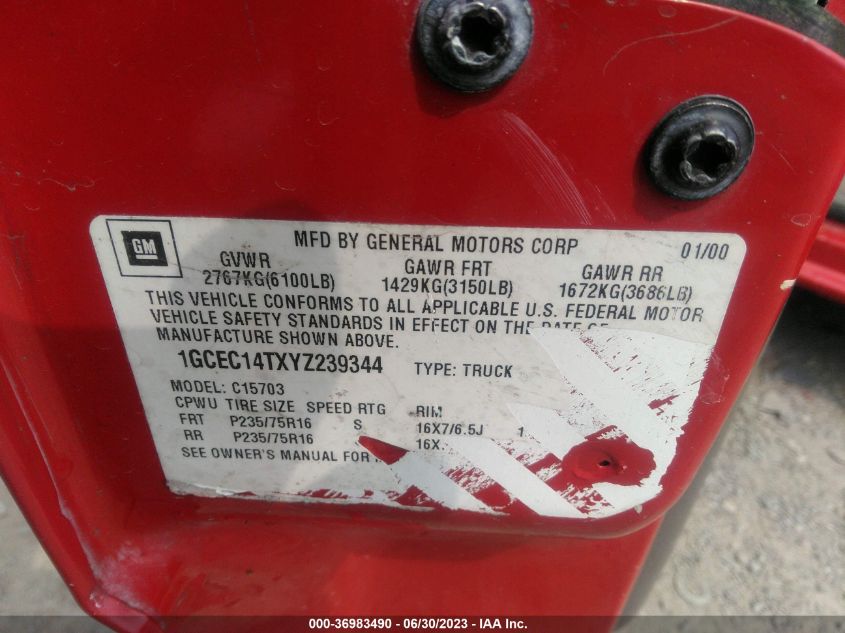 GM
MFD BY GENERAL MOTORS CORP 01/00
GVWR GAWR FRT GAWR RR
2767KG(6100LB) 1429KG(3150LB) 1672KG(3686LB)
THIS VEHICLE CONFORMS TO ALL APPLICABLE U.S. FEDERAL MOTOR
VEHICLE SAFETY STANDARDS IN EFFECT ON THE DATE OF
MANUFACTURE SHOWN ABOVE.
1GCEC14TXYZ239344 TYPE: TRUCK
MODEL: C15703
CPWU TIRE SIZE SPEED RTG RIM
FRT P235/75R16 S 16X7/6.5J 1
RR P235/75R16 16X
SEE OWNER'S MANUAL FOR
000-36983490 - 06/30/2023 - IAA Inc.